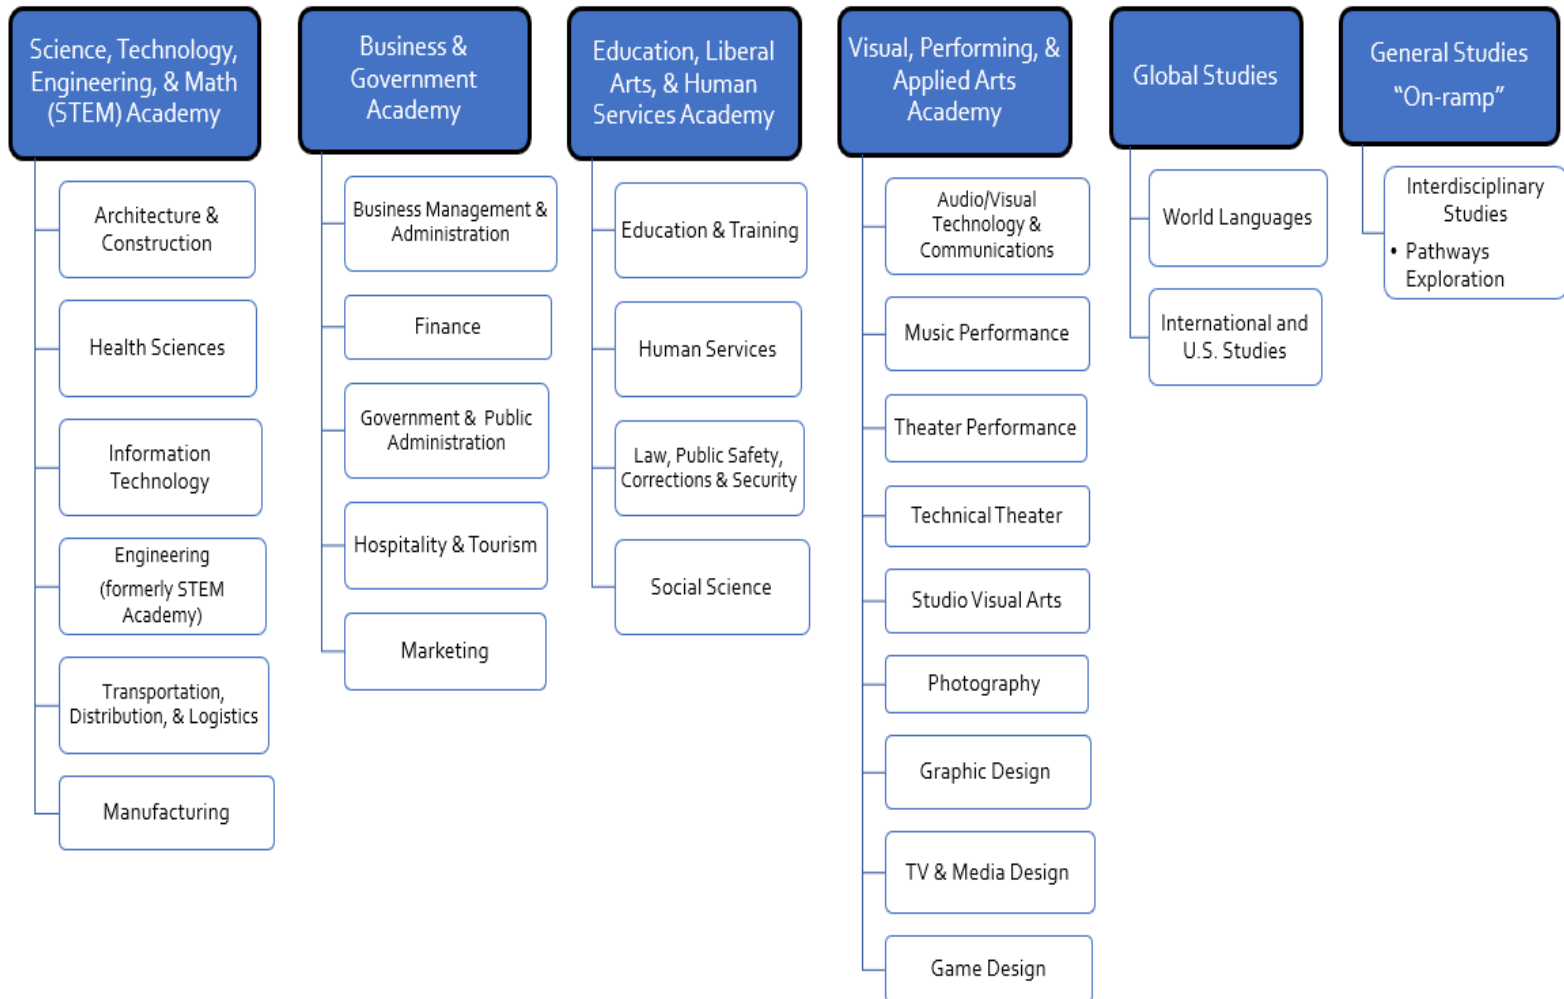 Science, Technology,
Engineering, & Math
(STEM) Academy
Architecture &
Construction
Health Sciences
Information
Technology
Engineering
(formerly STEM
Academy)
Transportation,
Distribution, & Logistics
Manufacturing
Business &
Government
Academy
Business Management &
Administration
Finance
Government & Public
Administration
Hospitality & Tourism
Marketing
Education, Liberal
Arts, & Human
Services Academy
Education & Training
Human Services
Law, Public Safety,
Corrections & Security
Social Science
Visual, Performing, &
Applied Arts
Academy
Audio/Visual
Technology &
Communications
Music Performance
Theater Performance
Technical Theater
Studio Visual Arts
Photography
Graphic Design
TV & Media Design
Game Design
Global Studies
World Languages
International and
U.S. Studies
General Studies
“On-ramp”
Interdisciplinary
Studies
• Pathways
Exploration